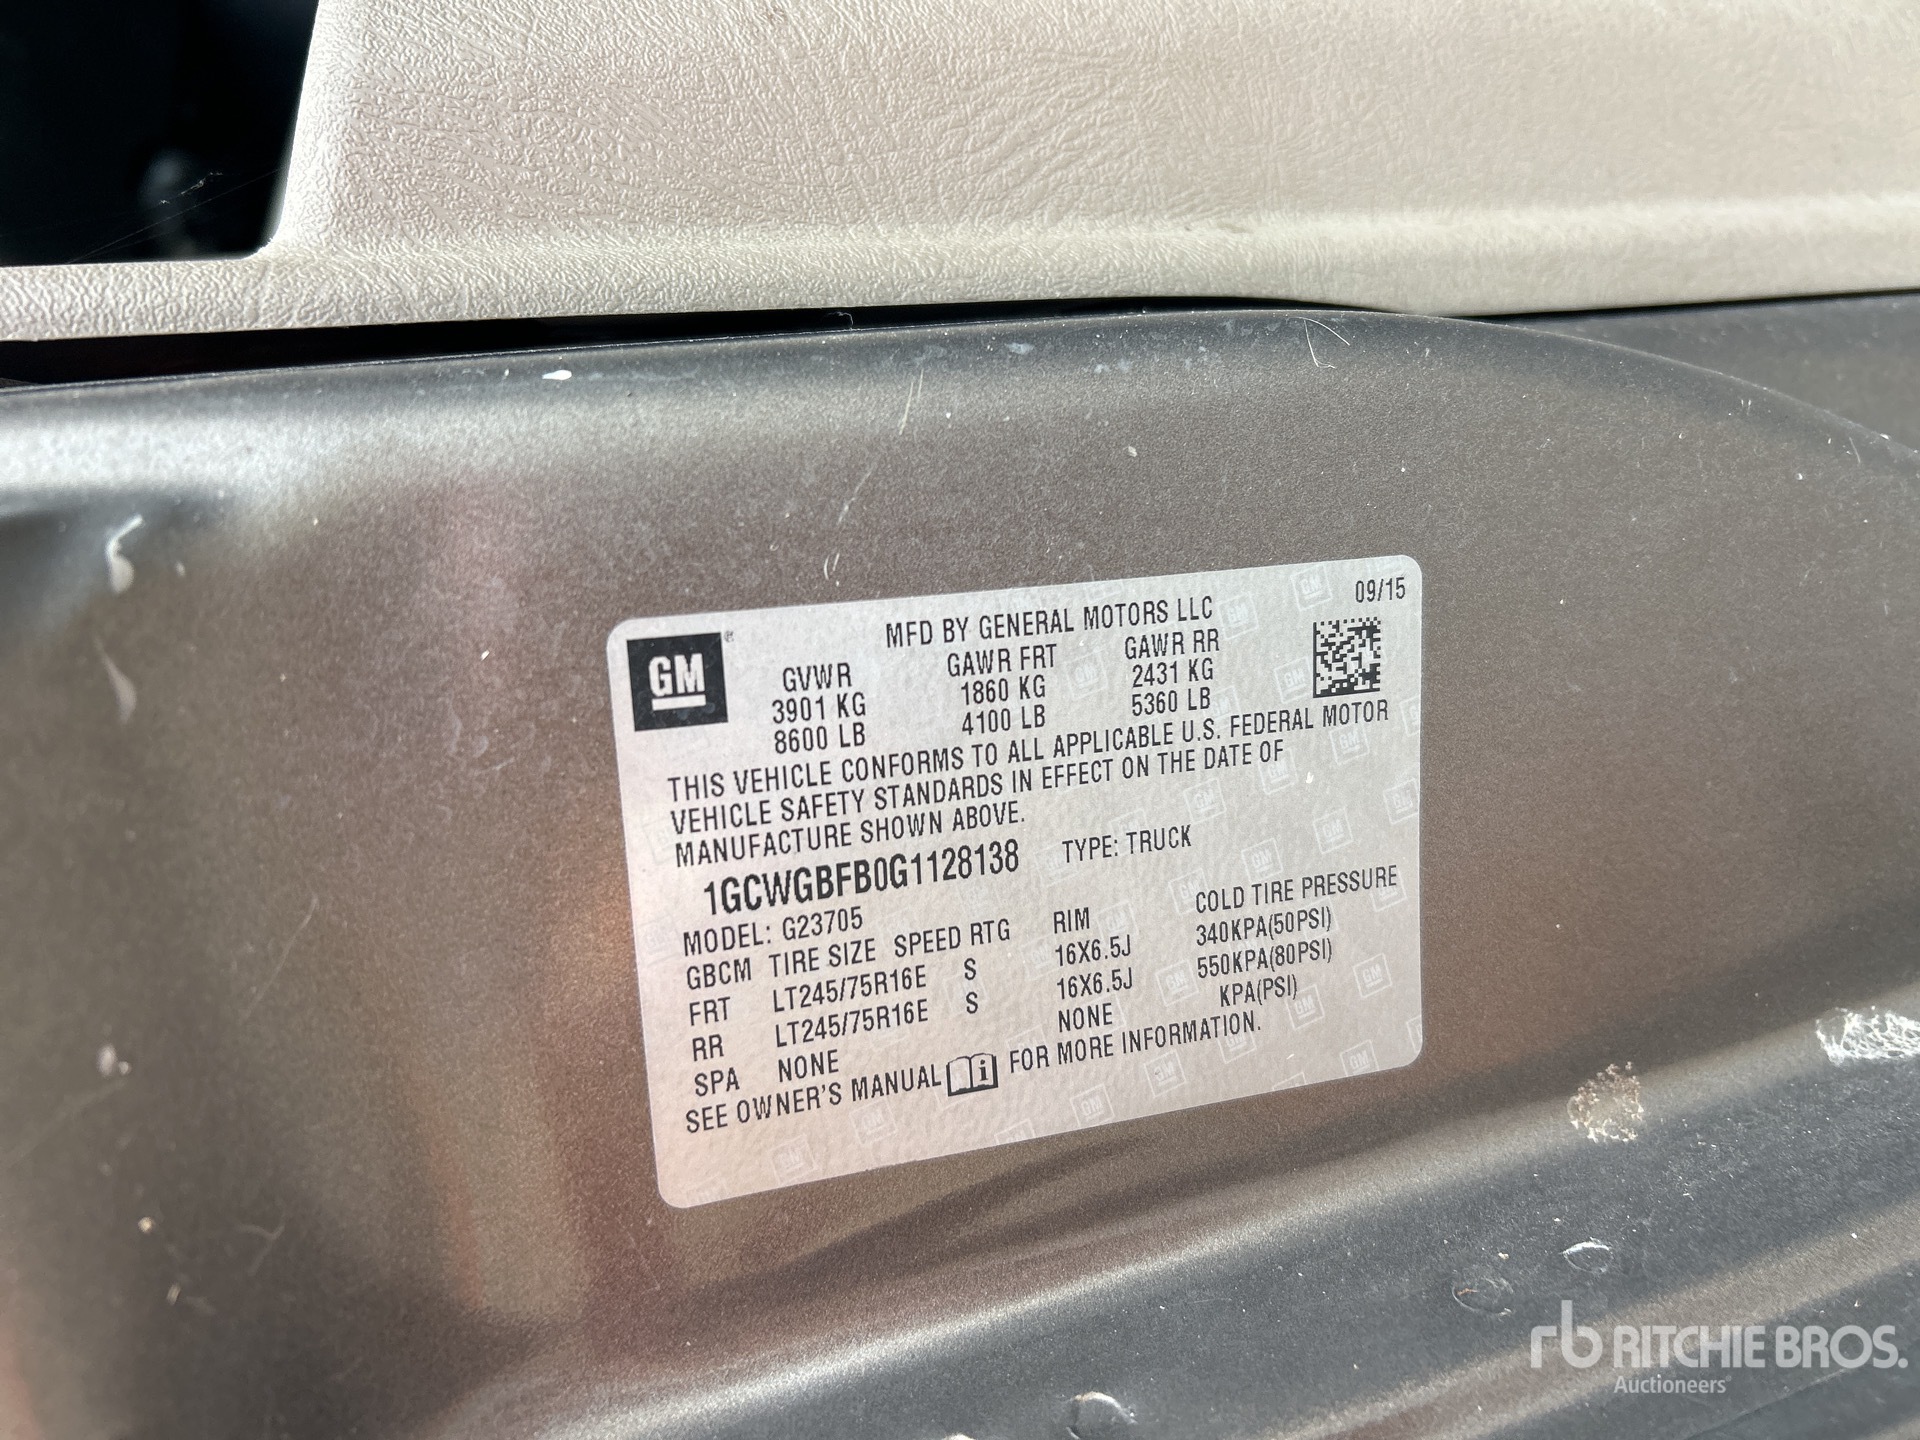 09/15
GM®
MFD BY GENERAL MOTORS LLC
GVWR GAWR FRT GAWR RR
3901 KG 1860 KG 2431 KG
8600 LB 4100 LB 5360 LB
THIS VEHICLE CONFORMS TO ALL APPLICABLE U.S. FEDERAL MOTOR
VEHICLE SAFETY STANDARDS IN EFFECT ON THE DATE OF
MANUFACTURE SHOWN ABOVE.
1GCWGBFB0G1128138 TYPE: TRUCK
MODEL: G23705
GBCM TIRE SIZE SPEED RTG RIM COLD TIRE PRESSURE
FRT LT245/75R16E S 16X6.5J 340KPA(50PSI)
RR LT245/75R16E S 16X6.5J 550KPA(80PSI)
SPA NONE NONE KPA(PSI)
SEE OWNER'S MANUAL FOR MORE INFORMATION.
rb RITCHIE BROS.
Auctioneers